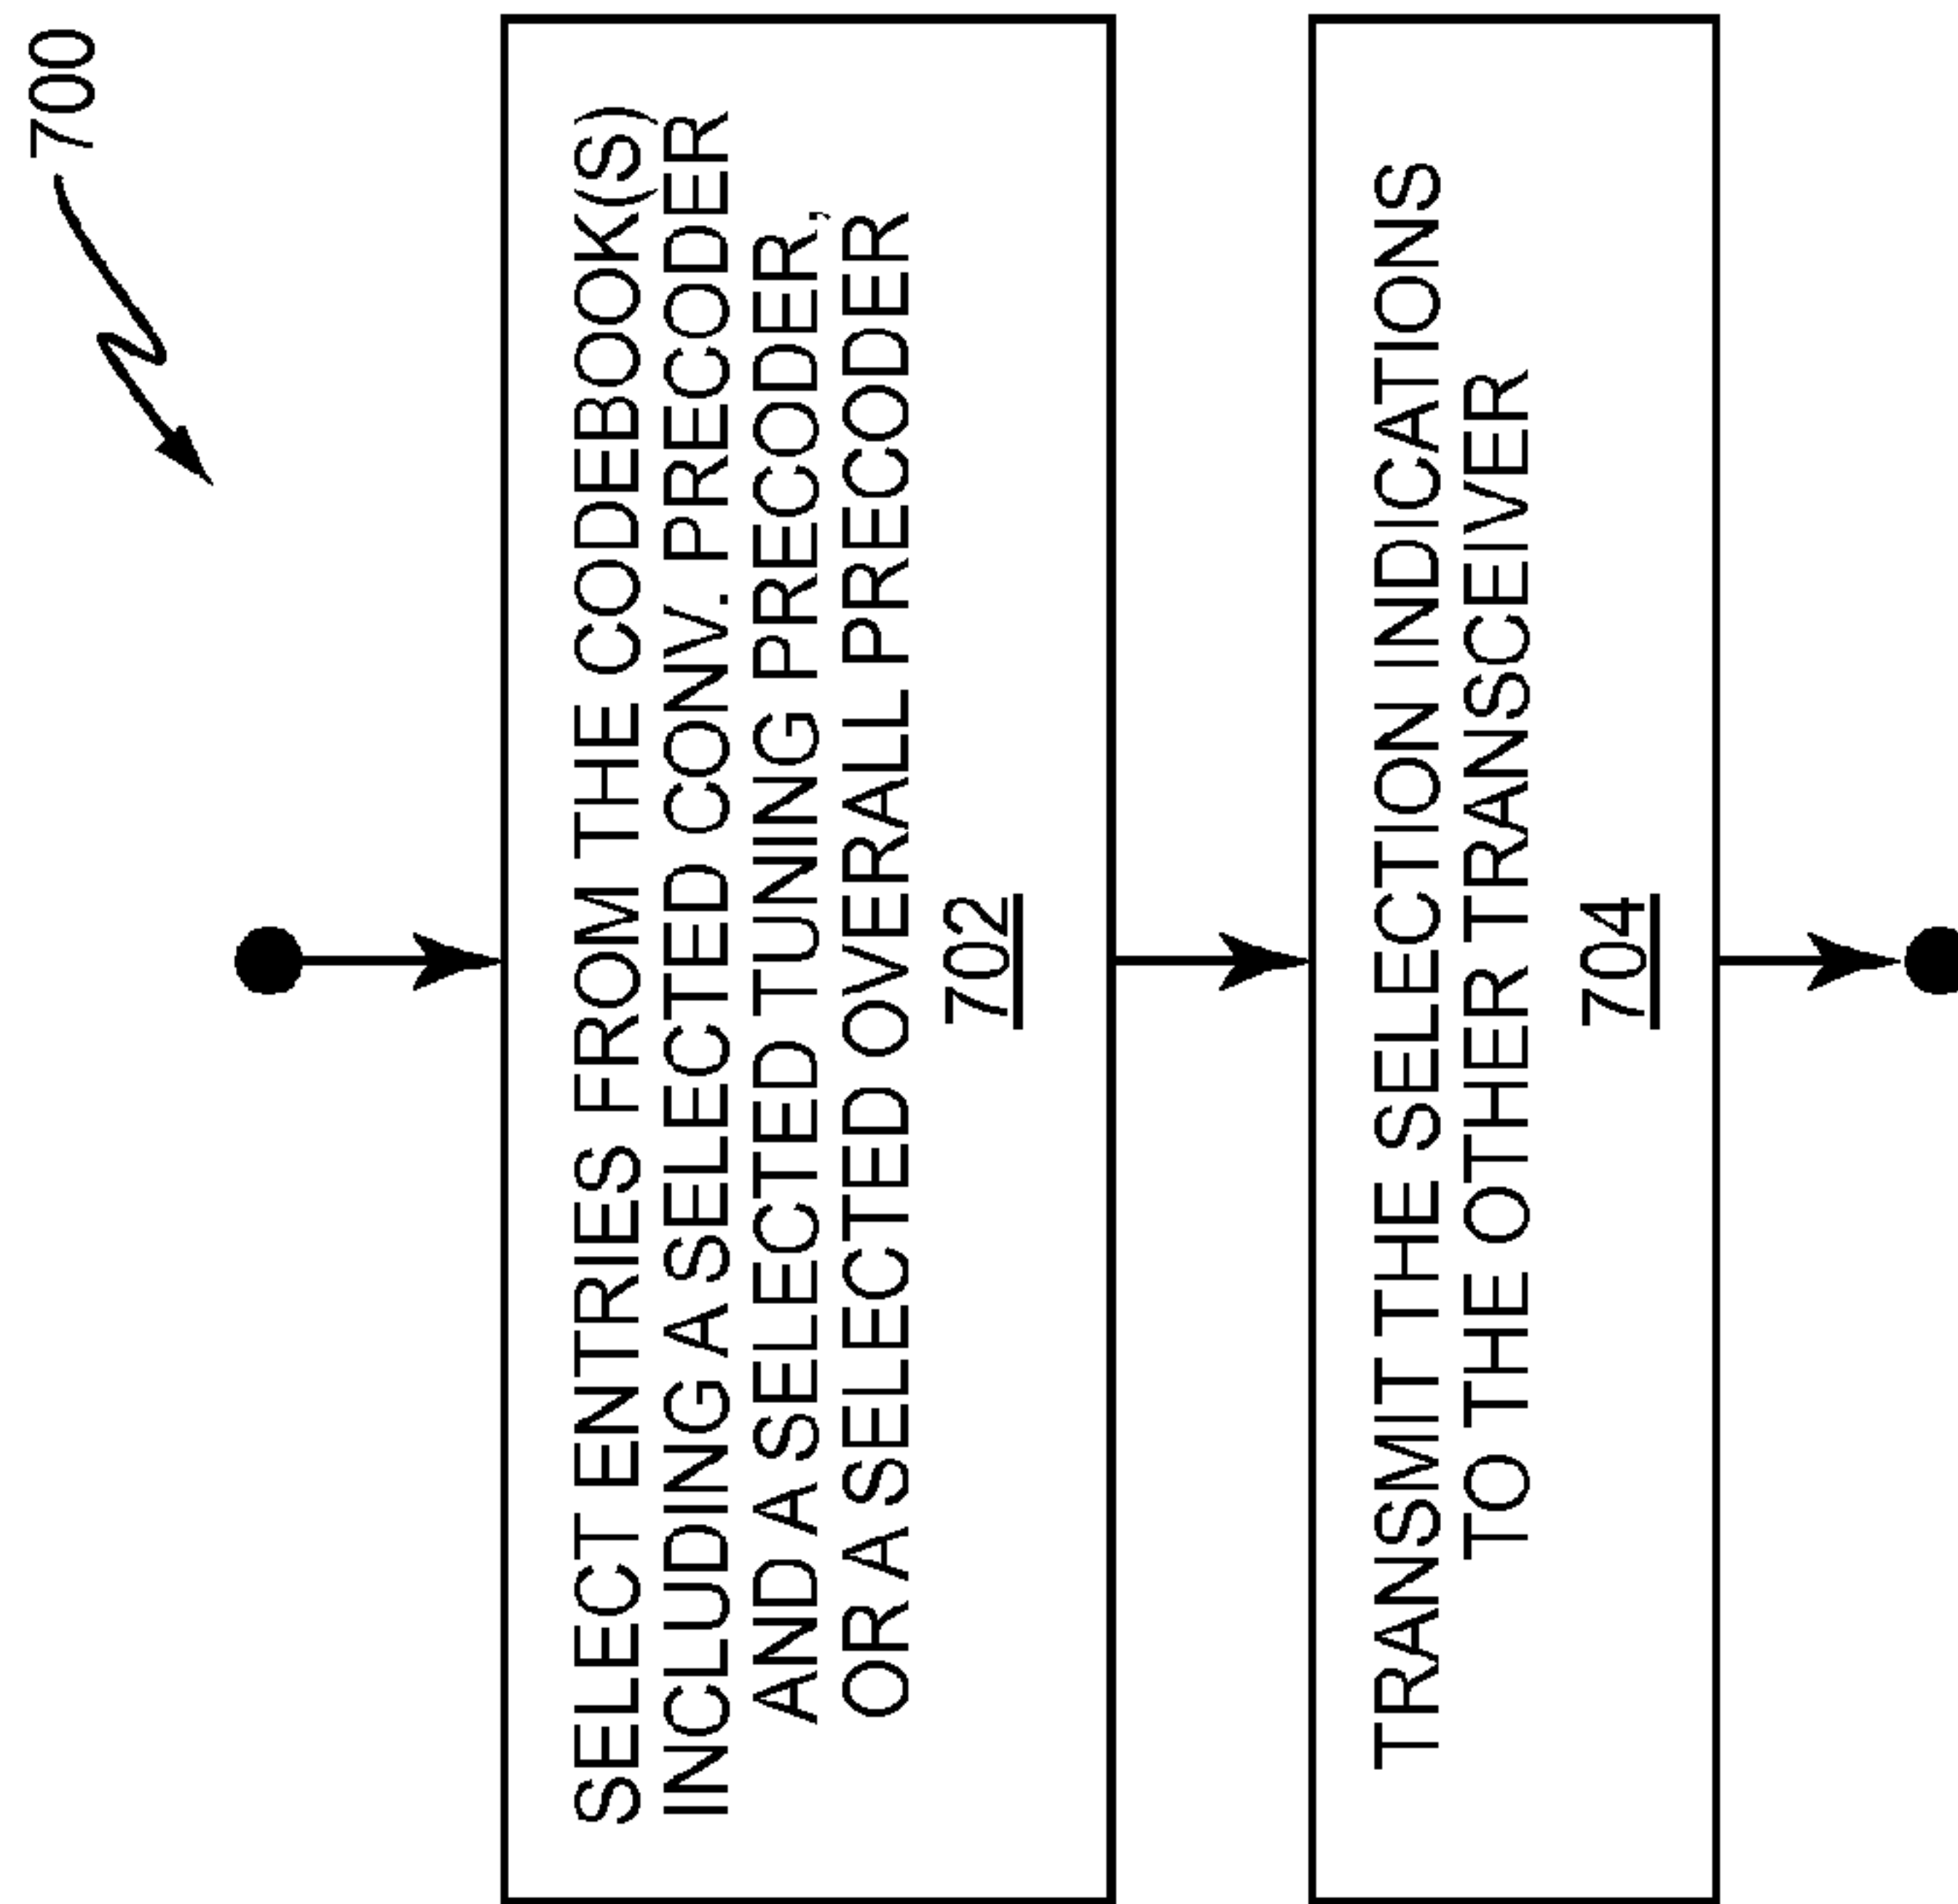 700
SELECT ENTRIES FROM THE CODEBOOK(S)
INCLUDING A SELECTED CONV. PRECODER
AND A SELECTED TUNING PRECODER,
OR A SELECTED OVERALL PRECODER
702
TRANSMIT THE SELECTION INDICATIONS
TO THE OTHER TRANSCEIVER
704